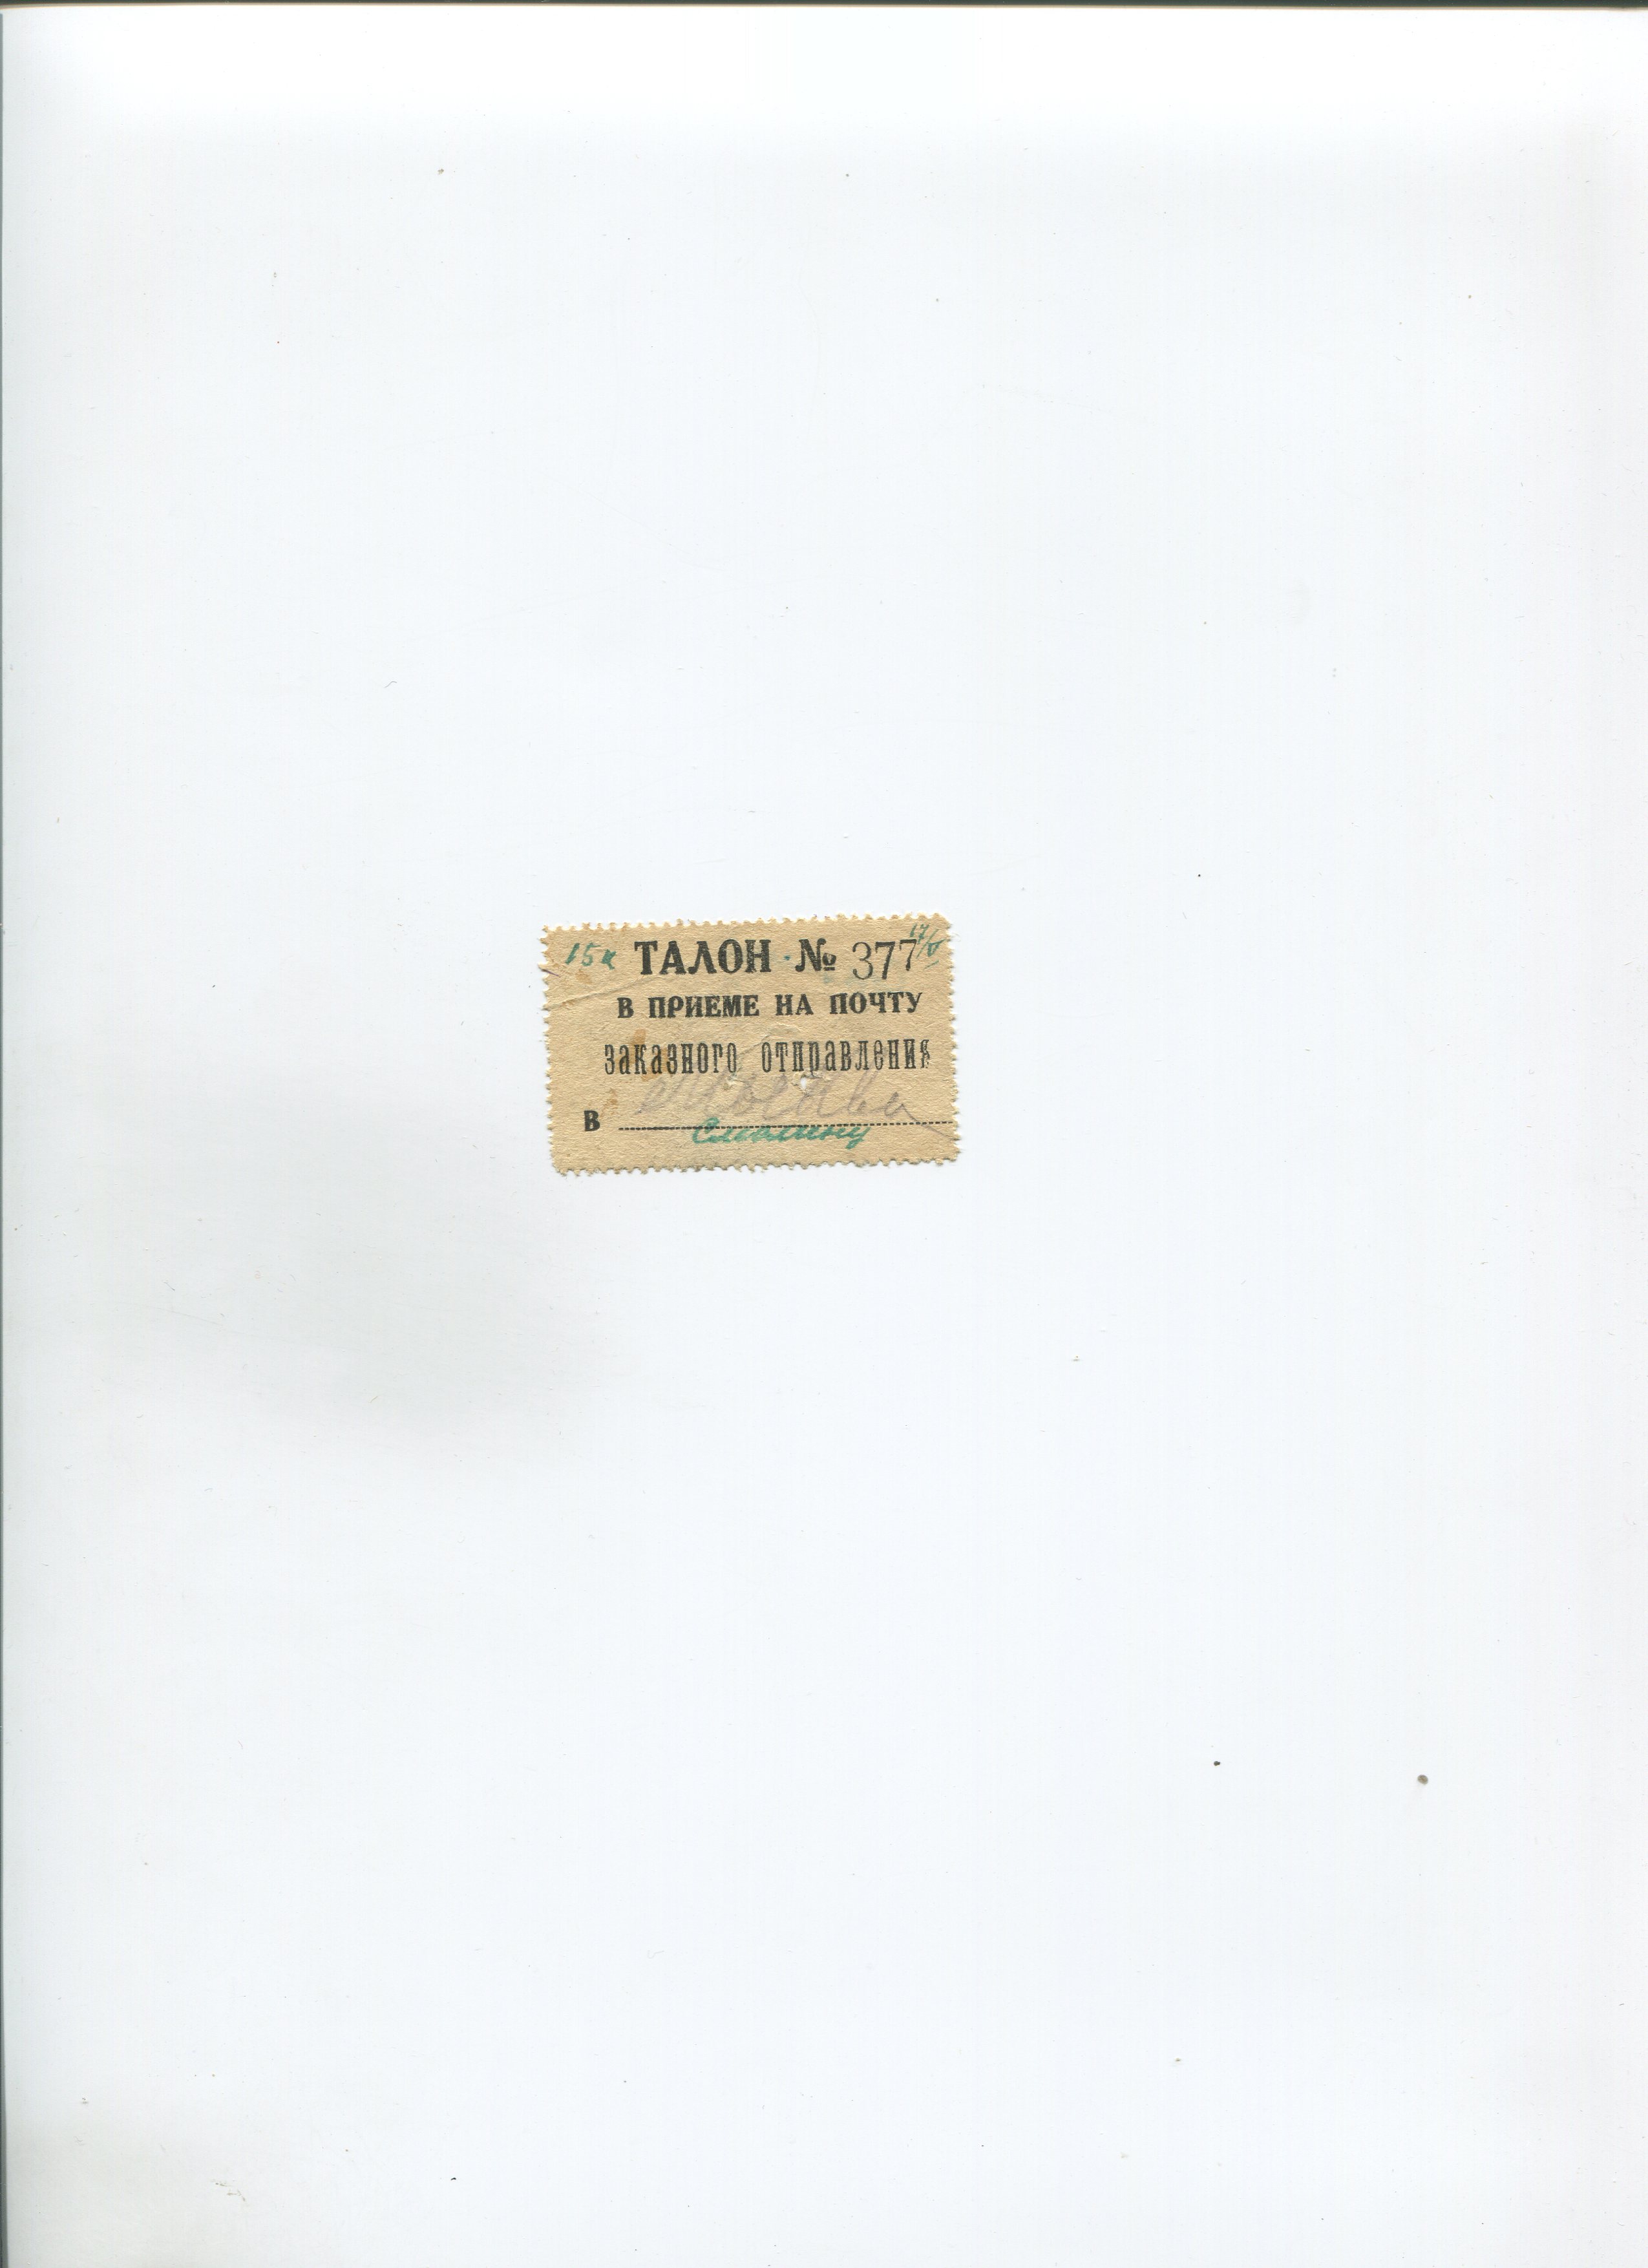 15к ТАЛОН № 377 17/V
В ПРИЕМЕ НА ПОЧТУ
заказного отправления
В Москва